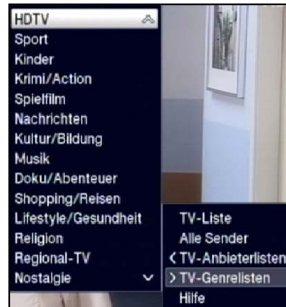 HDTV
Sport
Kinder
Krimi/Action
Spielfilm
Nachrichten
Kultur/Bildung
Musik
Doku/Abenteuer
Shopping/Reisen
Lifestyle/Gesundheit
Religion
Regional-TV
Nostalgie
TV-Liste
Alle Sender
< TV-Anbieterlisten
> TV-Genrelisten
Hilfe